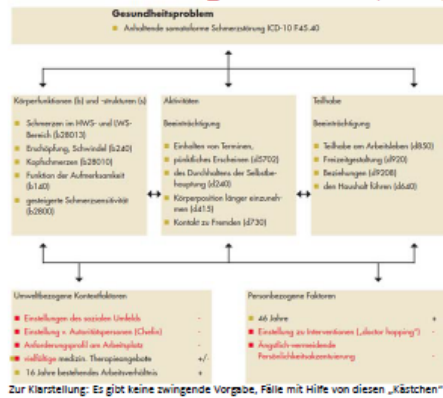 Gesundheitsproblem
Anhaltende somatoforme Schmerzstörung ICD-10 F45.40
Körperfunktionen (b) und -strukturen (s)
Schmerzen im HWS- und LWS-
Bereich (b28013)
Erschöpfung, Schwindel (b240)
Kopfschmerzen (b28010)
Funktion der Aufmerksamkeit
(b140)
gesteigerte Schmerzsensitivität
(b2800)
Aktivitäten
Beeinträchtigung
Einhalten von Terminen,
pünktliches Erscheinen (d5702)
des Durchhaltens der Selbstbe-
hauptung (d240)
Körperposition länger einzuneh-
men (d415)
Kontakt zu Fremden (d730)
Teilhabe
Beeinträchtigung
Teilhabe am Arbeitsleben (d850)
Freizeitgestaltung (d920)
Beziehungen (d9208)
den Haushalt führen (d640)
Umweltbezogene Kontextfaktoren
Einstellungen des sozialen Umfelds -
Einstellung v. Autoritätspersonen (Chefin) -
Anforderungsprofil am Arbeitsplatz -
vielfältige medizin. Therapieangebote +/-
16 Jahre bestehendes Arbeitsverhältnis +
Personbezogene Faktoren
46 Jahre +
Einstellung zu Interventionen („doctor hopping") -
Ängstlich-vermeidende
Persönlichkeitsakzentuierung -
Zur Klarstellung: Es gibt keine zwingende Vorgabe, Fälle mit Hilfe von diesen „Kästchen"